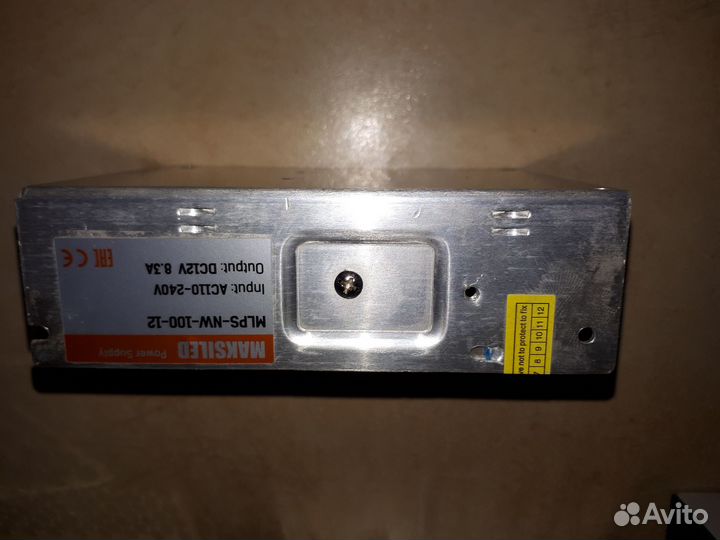 MAKSILED
Power Supply
MLPS-NW-100-12
Input: AC110-240V
Output: DC12V 8.3A
CE EAC
not to protect to fix
7 8 9 10 11 12
Avito